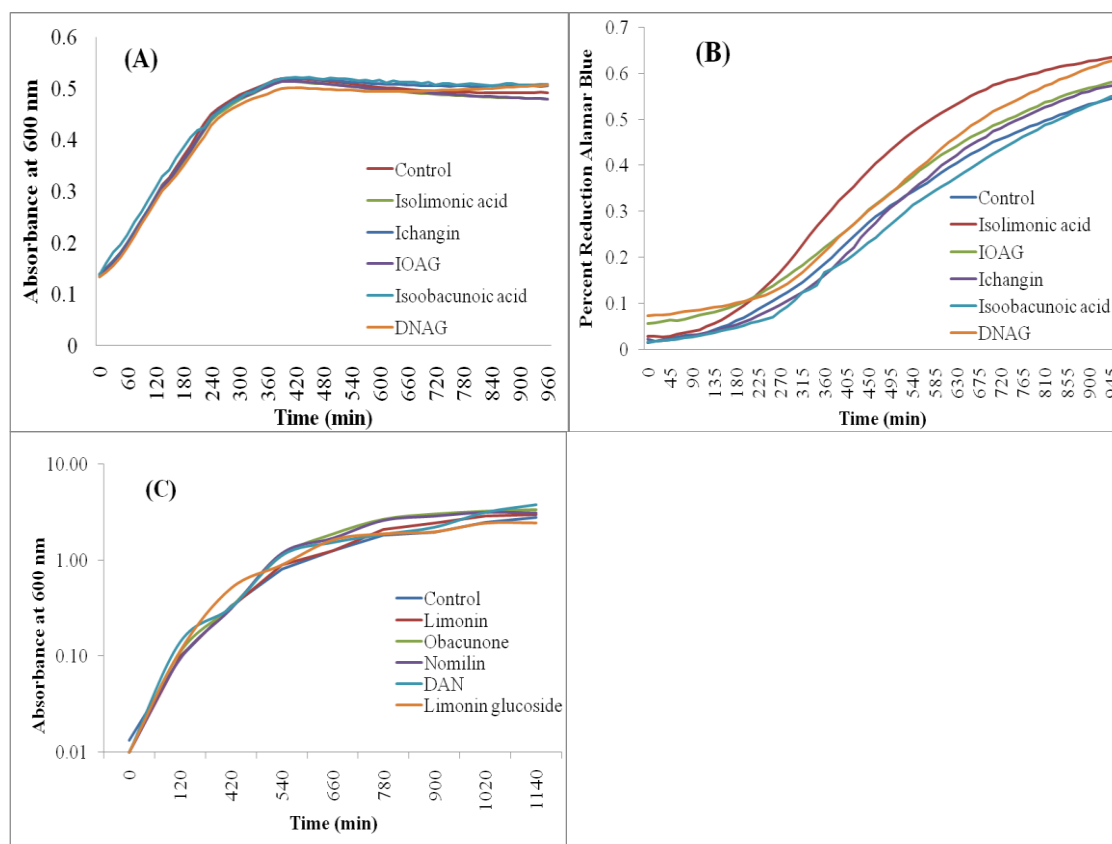 (A)
Absorbance at 600 nm
0.6
0.5
0.4
0.3
0.2
0.1
0
Control
Isolimonic acid
Ichangin
IOAG
Isoobacunoic acid
DNAG
0 60 120 180 240 300 360 420 480 540 600 660 720 780 840 900 960
Time (min)
(B)
Percent Reduction Alamar Blue
0.7
0.6
0.5
0.4
0.3
0.2
0.1
0
Control
Isolimonic acid
IOAG
Ichangin
Isoobacunoic acid
DNAG
0 45 90 135 180 225 270 315 360 405 450 495 540 585 630 675 720 765 810 855 900 945
Time (min)
(C)
Absorbance at 600 nm
10.00
1.00
0.10
0.01
Control
Limonin
Obacunone
Nomilin
DAN
Limonin glucoside
0 120 420 540 660 780 900 1020 1140
Time (min)